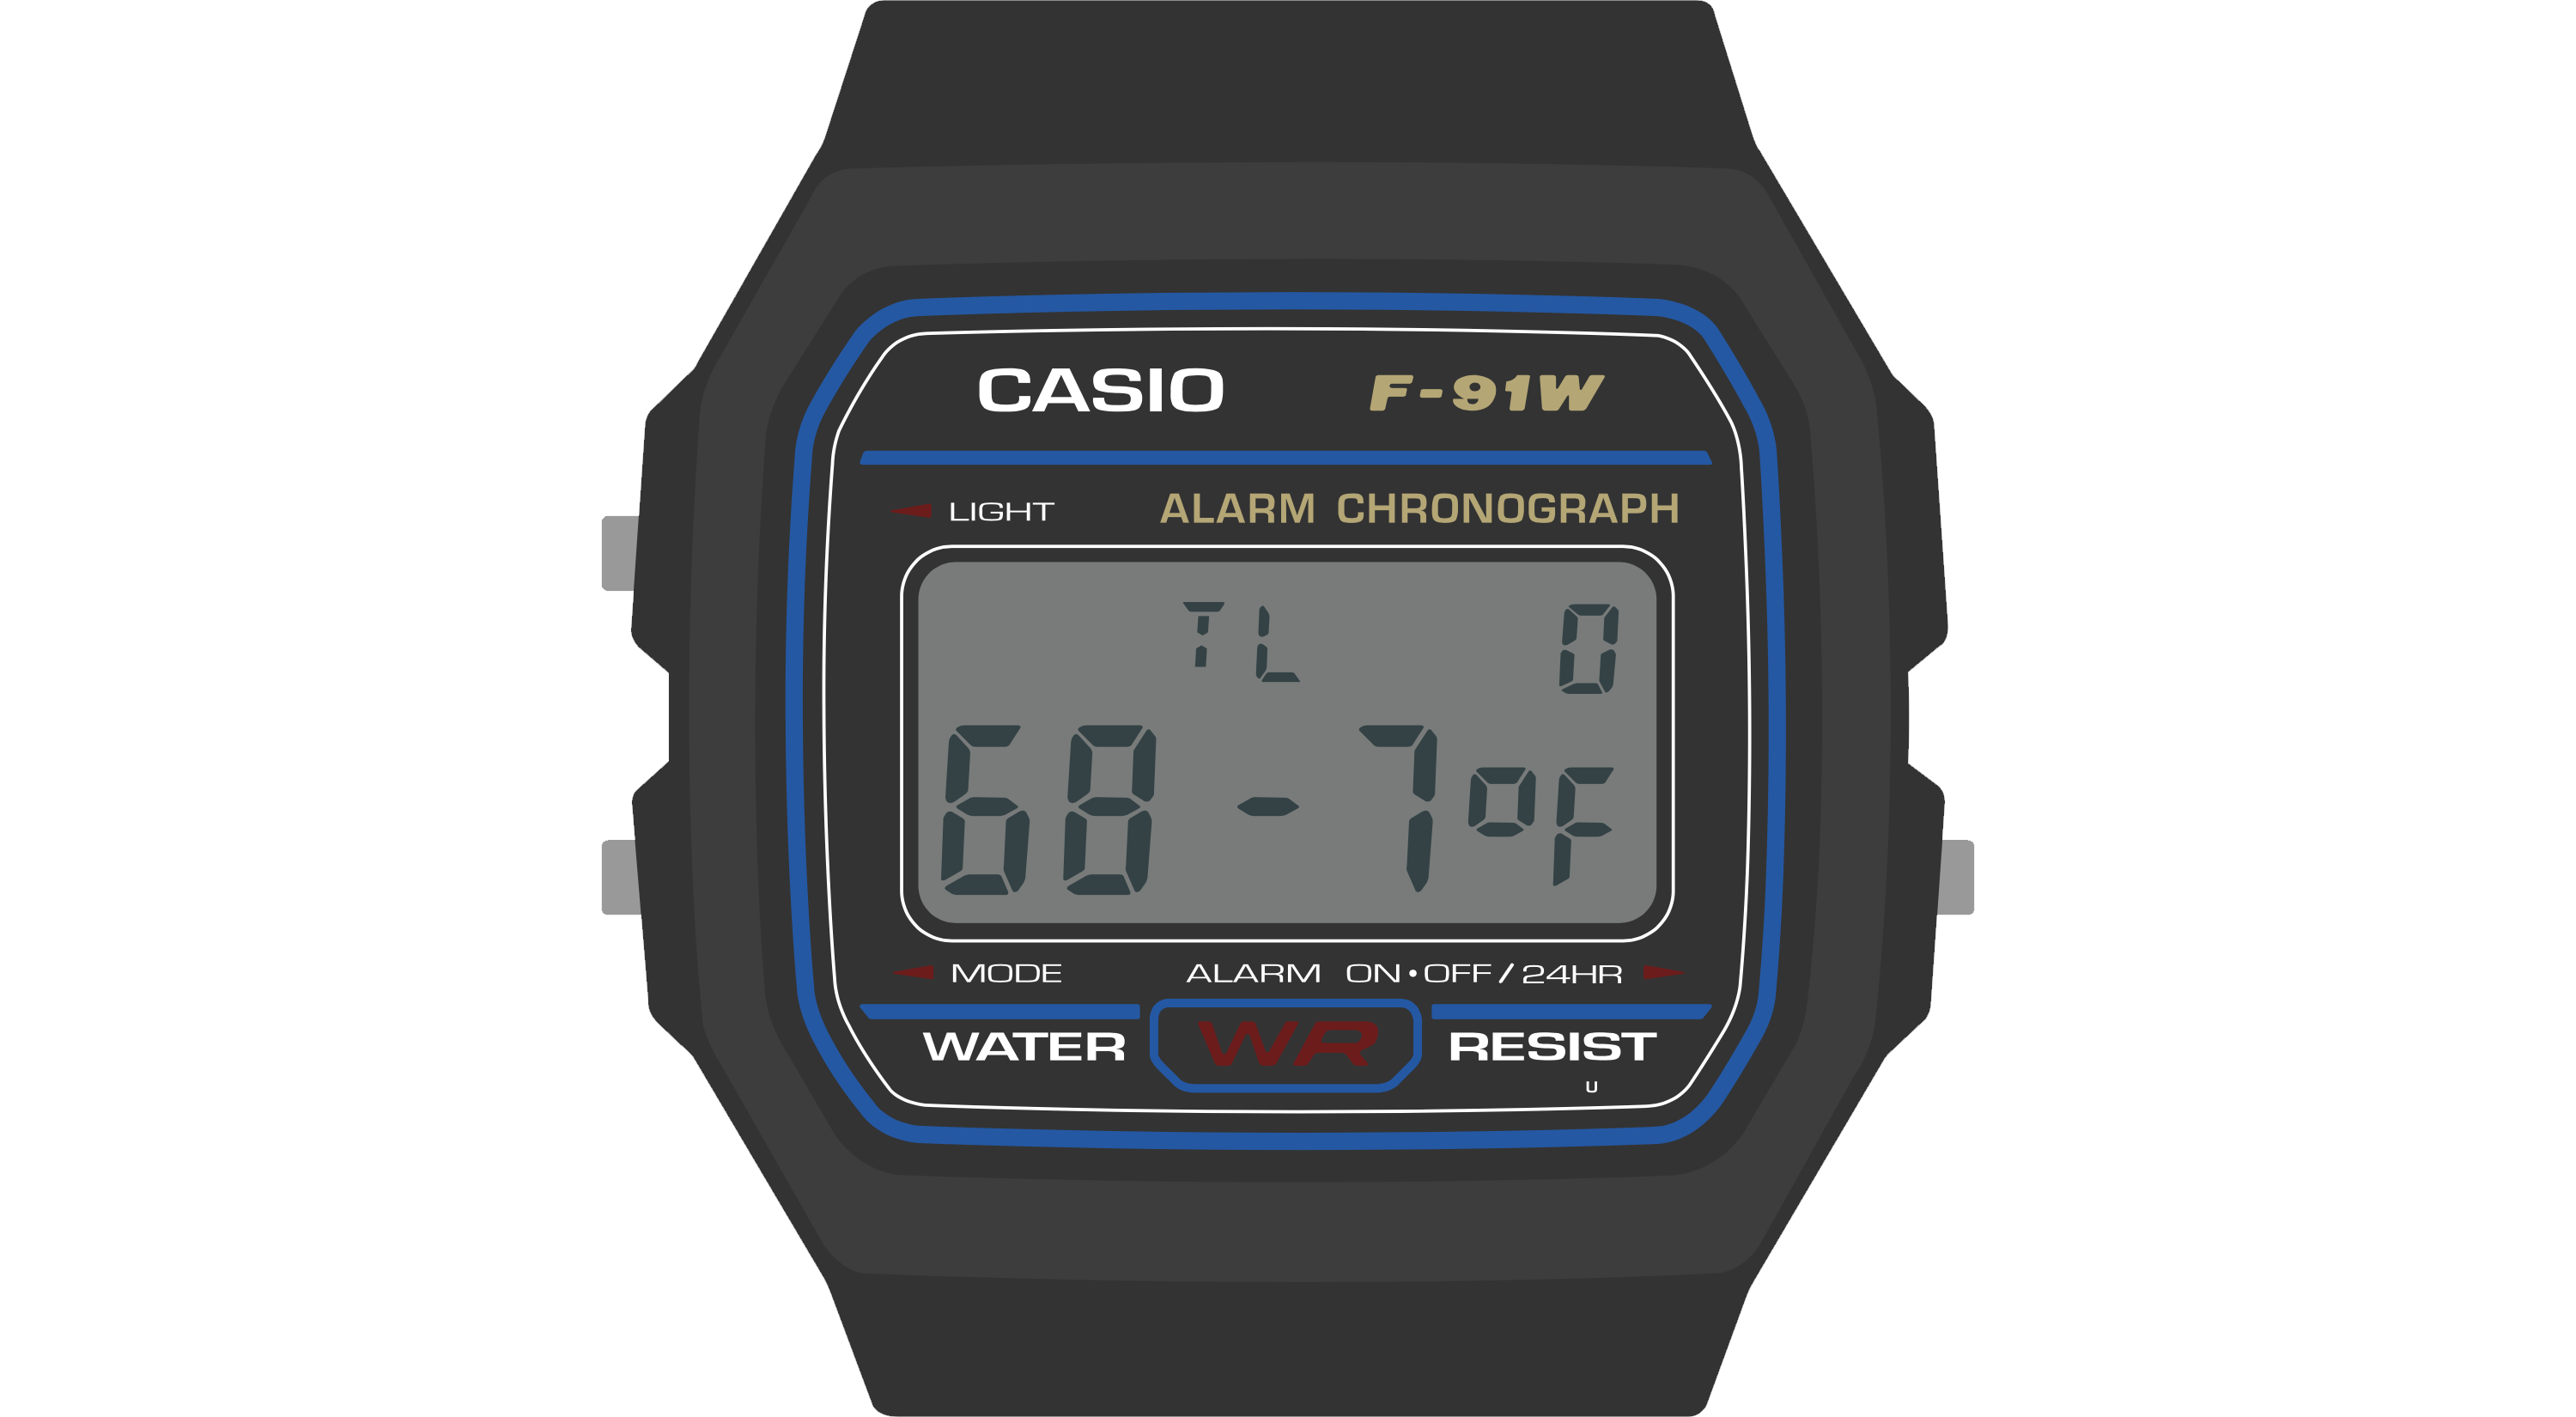 CASIO F-91W
LIGHT ALARM CHRONOGRAPH
TL 0
68 -7°F
MODE ALARM ON•OFF/24HR
WATER WR RESIST
U